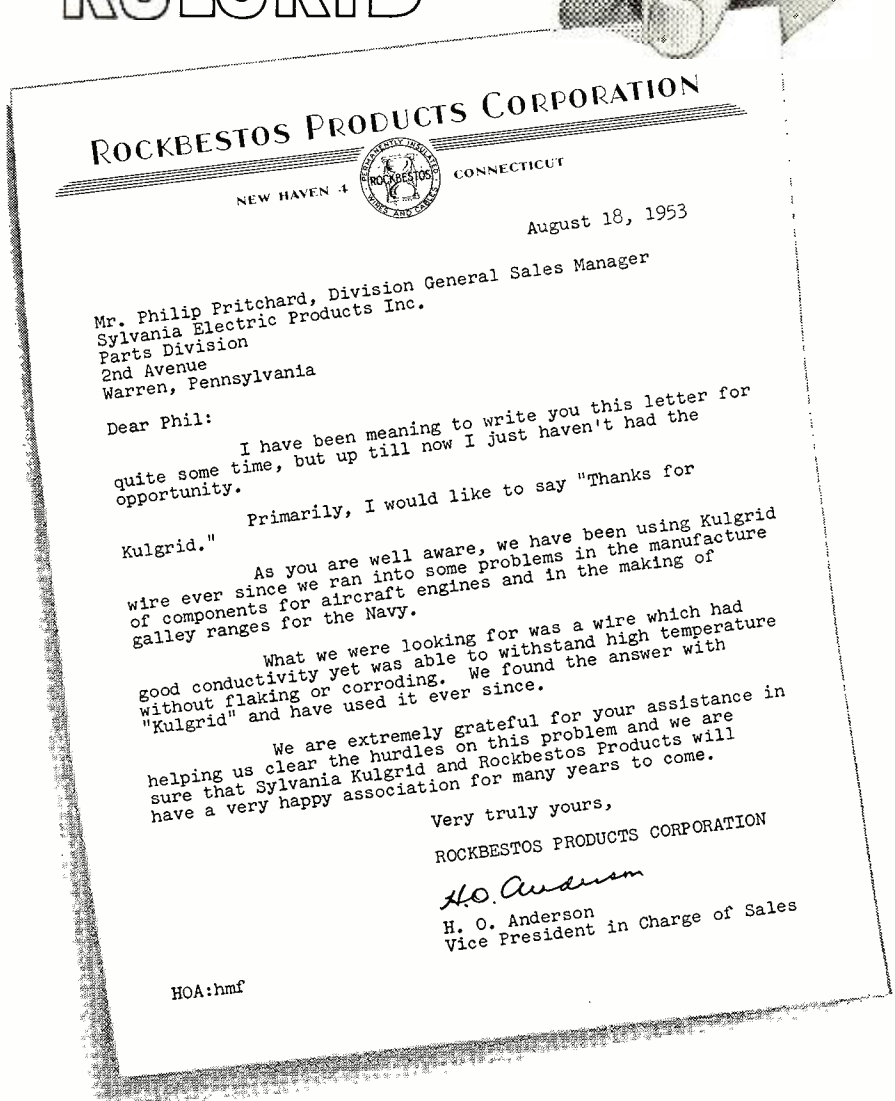 KULGRID
ROCKBESTOS PRODUCTS CORPORATION
NEW HAVEN 4 CONNECTICUT
PERMANENTLY INSULATED
ROCKBESTOS
WIRES AND CABLES
August 18, 1953
Mr. Philip Pritchard, Division General Sales Manager
Sylvania Electric Products Inc.
Parts Division
2nd Avenue
Warren, Pennsylvania
Dear Phil:
I have been meaning to write you this letter for
quite some time, but up till now I just haven't had the
opportunity.
Primarily, I would like to say "Thanks for
Kulgrid."
As you are well aware, we have been using Kulgrid
wire ever since we ran into some problems in the manufacture
of components for aircraft engines and in the making of
galley ranges for the Navy.
What we were looking for was a wire which had
good conductivity yet was able to withstand high temperature
without flaking or corroding. We found the answer with
"Kulgrid" and have used it ever since.
We are extremely grateful for your assistance in
helping us clear the hurdles on this problem and we are
sure that Sylvania Kulgrid and Rockbestos Products will
have a very happy association for many years to come.
Very truly yours,
ROCKBESTOS PRODUCTS CORPORATION
H.O. Anderson
H. O. Anderson
Vice President in Charge of Sales
HOA:hmf